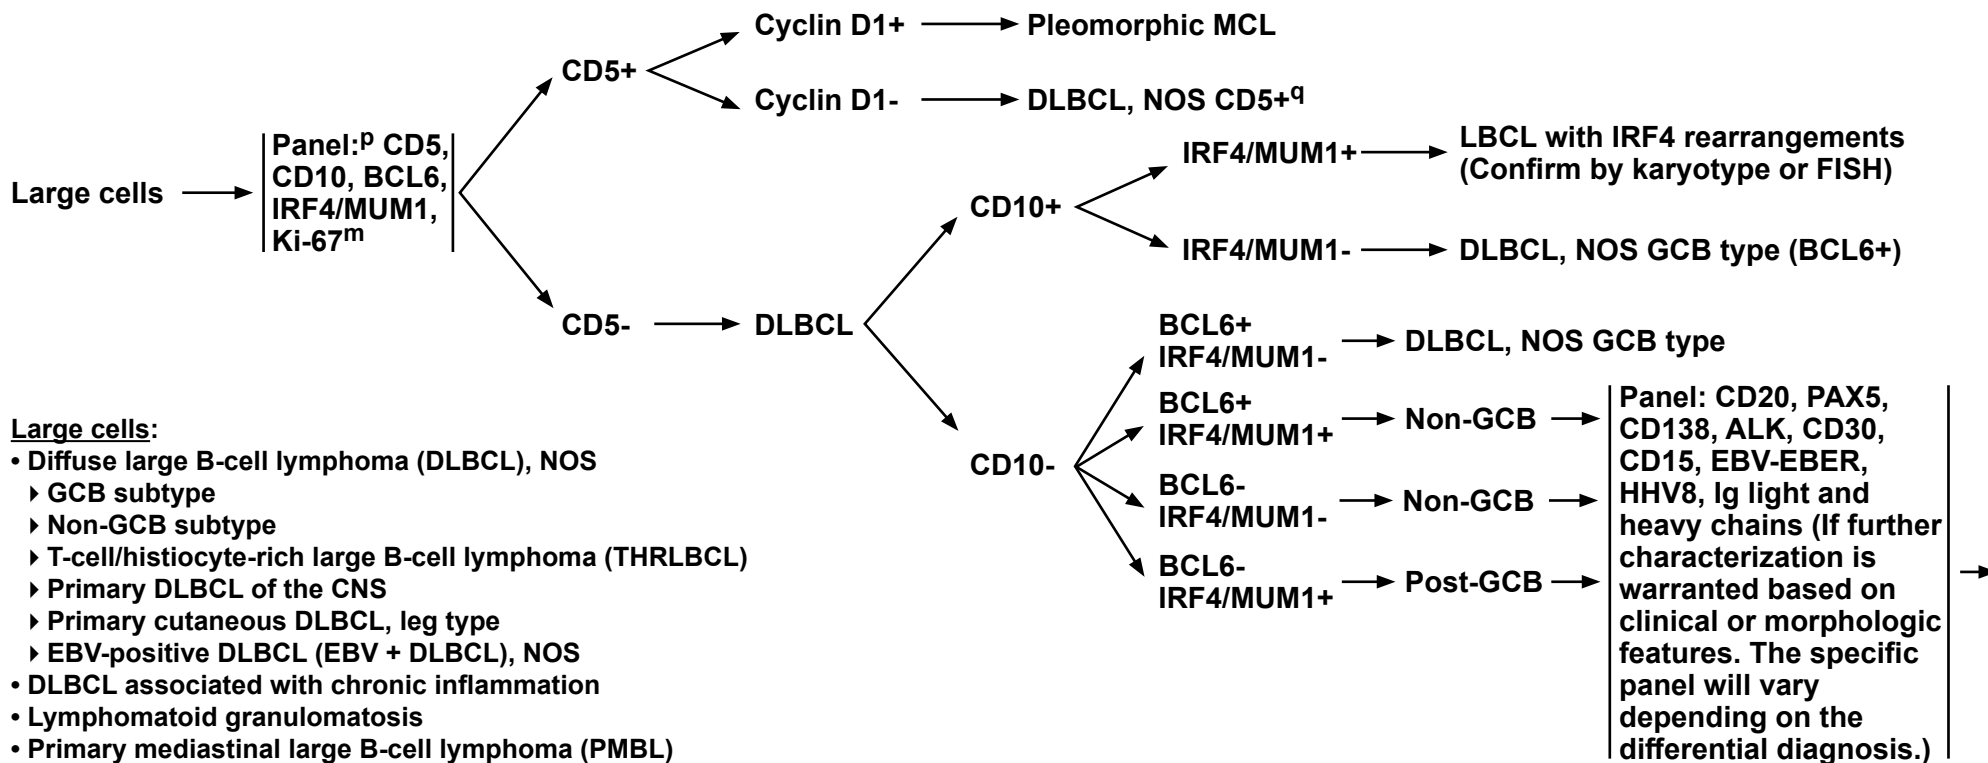 Large cells
Panel:p CD5,
CD10, BCL6,
IRF4/MUM1,
Ki-67m
CD5+
Cyclin D1+
Pleomorphic MCL
Cyclin D1-
DLBCL, NOS CD5+q
CD5-
DLBCL
CD10+
IRF4/MUM1+
LBCL with IRF4 rearrangements
(Confirm by karyotype or FISH)
IRF4/MUM1-
DLBCL, NOS GCB type (BCL6+)
CD10-
BCL6+
IRF4/MUM1-
DLBCL, NOS GCB type
BCL6+
IRF4/MUM1+
Non-GCB
BCL6-
IRF4/MUM1-
Non-GCB
BCL6-
IRF4/MUM1+
Post-GCB
Panel: CD20, PAX5,
CD138, ALK, CD30,
CD15, EBV-EBER,
HHV8, Ig light and
heavy chains (If further
characterization is
warranted based on
clinical or morphologic
features. The specific
panel will vary
depending on the
differential diagnosis.)
Large cells:
• Diffuse large B-cell lymphoma (DLBCL), NOS
GCB subtype
Non-GCB subtype
T-cell/histiocyte-rich large B-cell lymphoma (THRLBCL)
Primary DLBCL of the CNS
Primary cutaneous DLBCL, leg type
EBV-positive DLBCL (EBV + DLBCL), NOS
• DLBCL associated with chronic inflammation
• Lymphomatoid granulomatosis
• Primary mediastinal large B-cell lymphoma (PMBL)